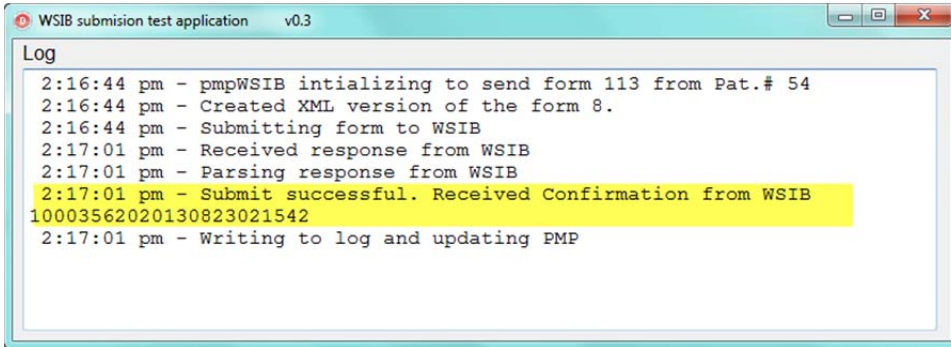 WSIB submision test application v0.3
Log
2:16:44 pm - pmpWSIB intializing to send form 113 from Pat.# 54
2:16:44 pm - Created XML version of the form 8.
2:16:44 pm - Submitting form to WSIB
2:17:01 pm - Received response from WSIB
2:17:01 pm - Parsing response from WSIB
2:17:01 pm - Submit successful. Received Confirmation from WSIB
10003562020130823021542
2:17:01 pm - Writing to log and updating PMP